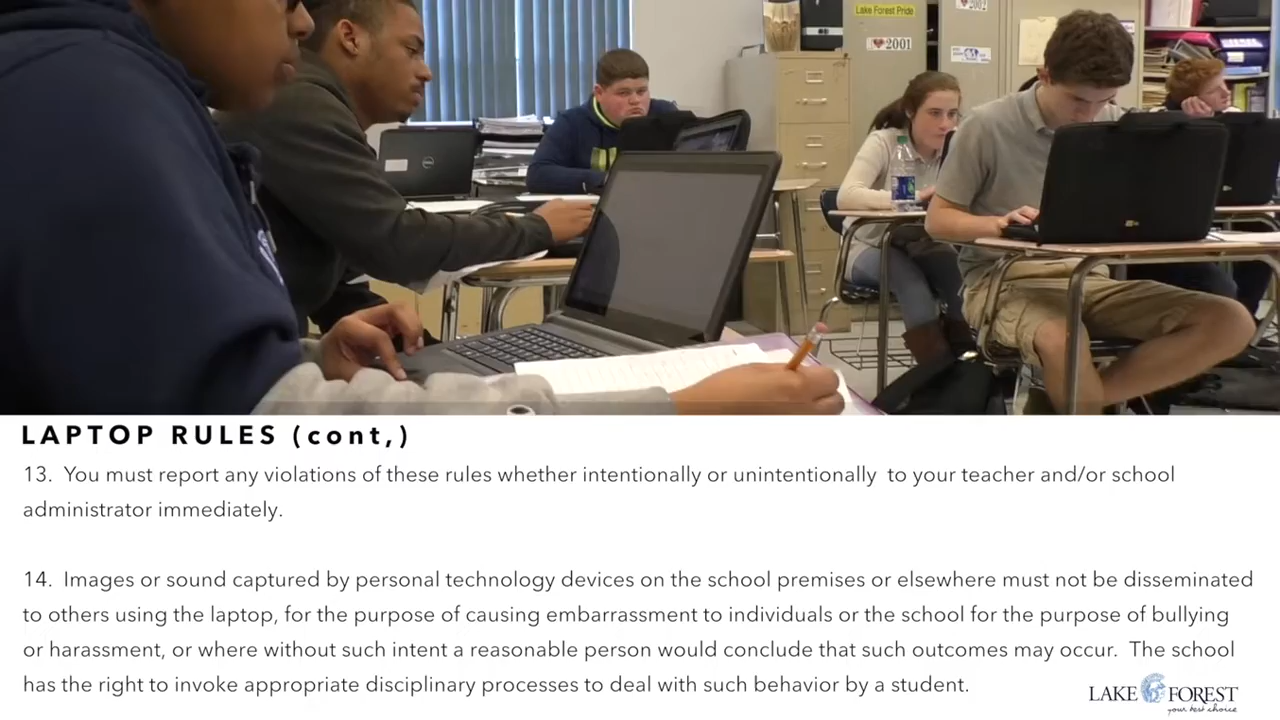 Lake Forest Pride
2002
2001
DELL
LAPTOP RULES (cont,)
13.  You must report any violations of these rules whether intentionally or unintentionally  to your teacher and/or school
administrator immediately.
14.  Images or sound captured by personal technology devices on the school premises or elsewhere must not be disseminated
to others using the laptop, for the purpose of causing embarrassment to individuals or the school for the purpose of bullying
or harassment, or where without such intent a reasonable person would conclude that such outcomes may occur.  The school
has the right to invoke appropriate disciplinary processes to deal with such behavior by a student.
LAKE FOREST
your best choice